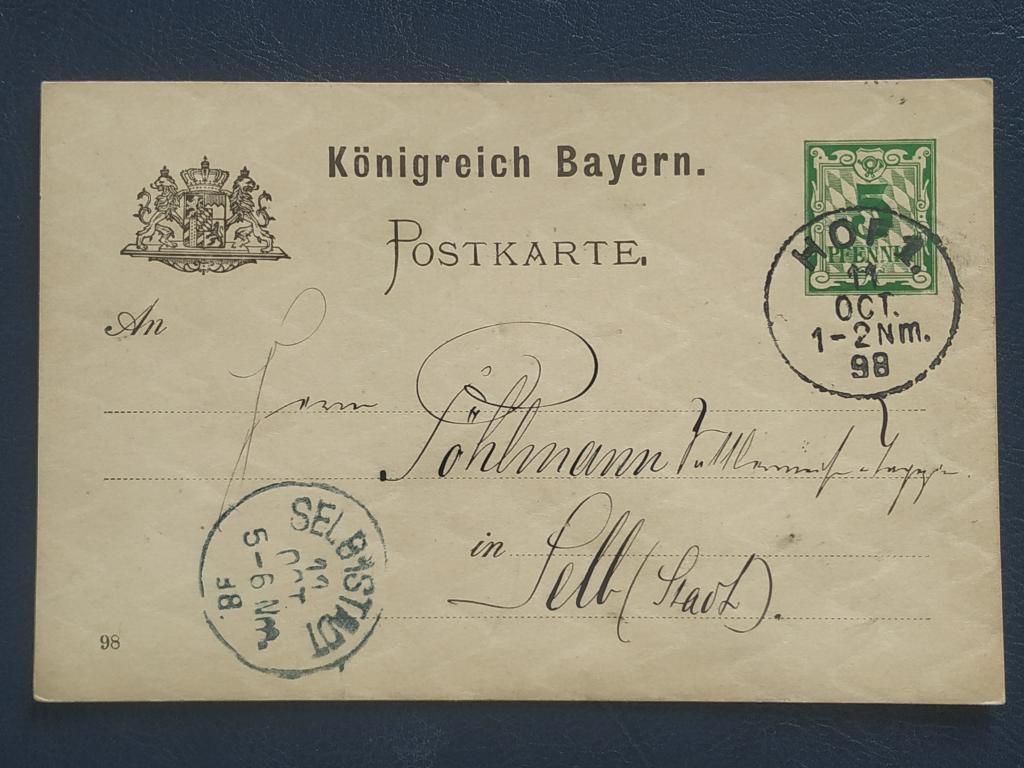 Königreich Bayern.
POSTKARTE.
5
PFENNIG
HOF 1.
11
OCT.
1-2 Nm.
98
An
Herrn
Pöhlmann
in Selb (Stadt).
SELB STADT
11
OCT
5-6 Nm.
98.
98